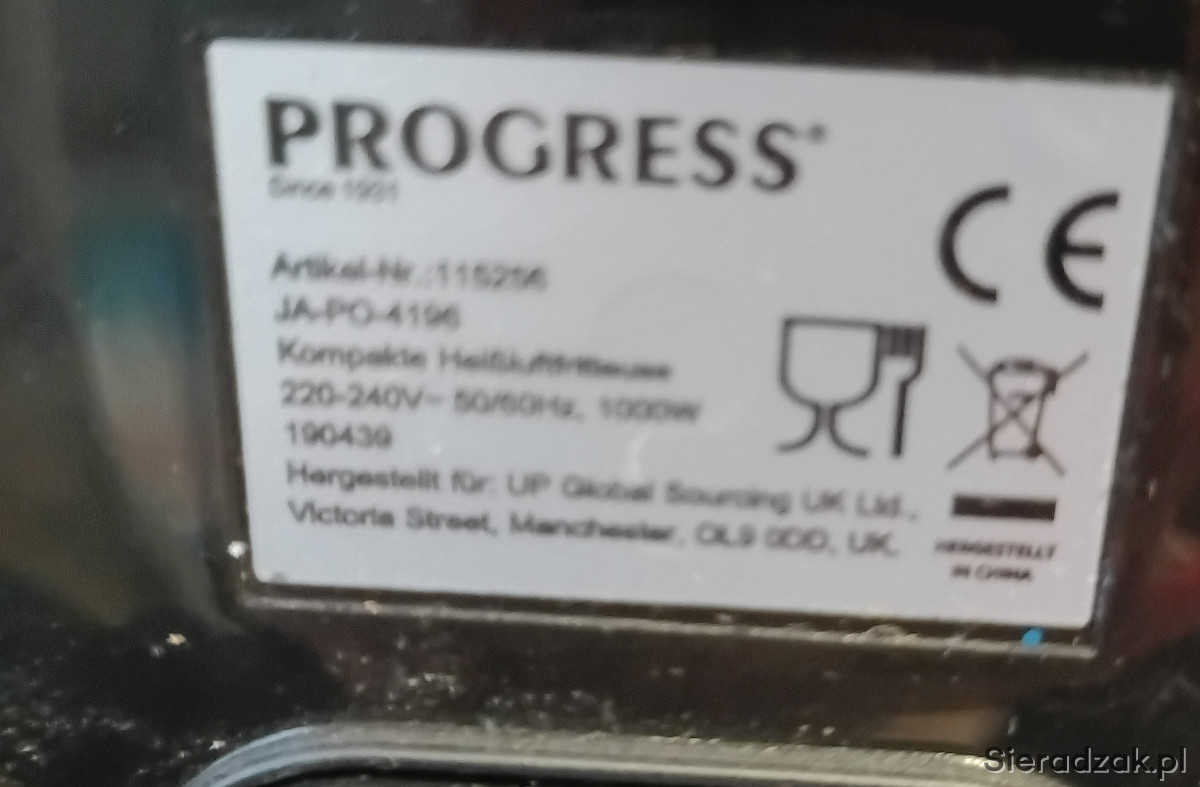 PROGRESS®
Since 1931
Artikel-Nr.:115256
JA-PO-4196
Kompakte Heißluftfritteuse
220-240V~ 50/60Hz, 1000W
190439
Hergestellt für: UP Global Sourcing UK Ltd.,
Victoria Street, Manchester, OL9 0DD, UK.
CE
HERGESTELLT
IN CHINA
Sieradzak.pl